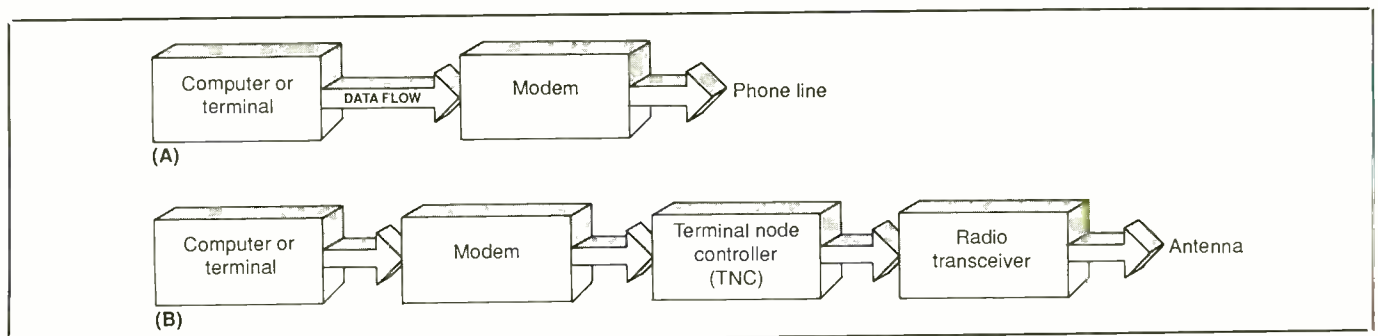 Computer or
terminal
DATA FLOW
Modem
Phone line
(A)
Computer or
terminal
Modem
Terminal node
controller
(TNC)
Radio
transceiver
Antenna
(B)